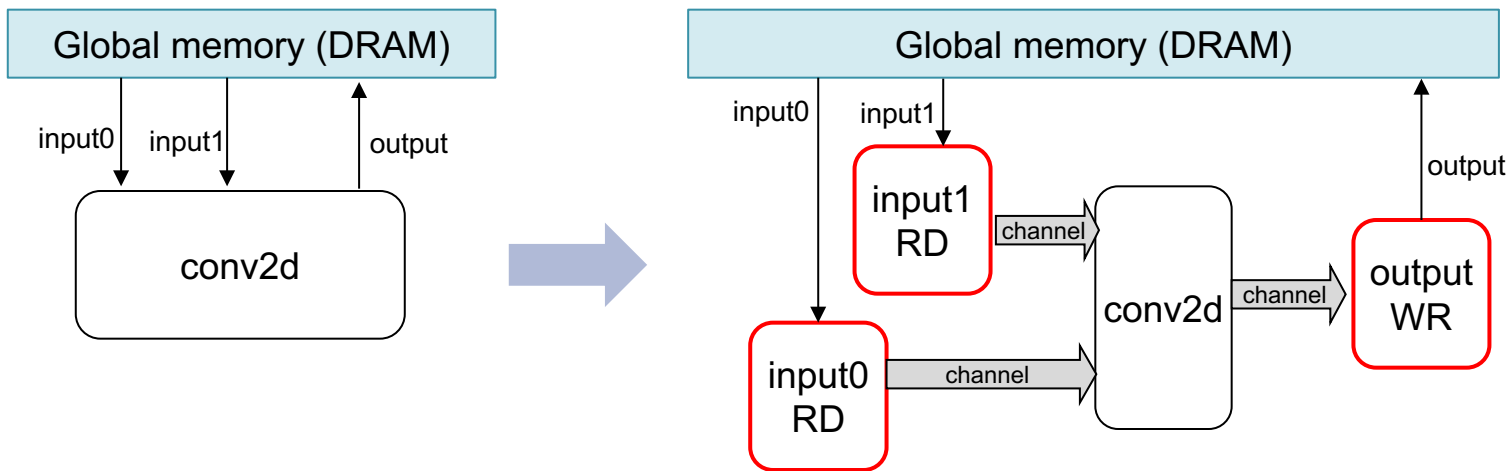 Global memory (DRAM)
input0
input1
output
conv2d
Global memory (DRAM)
input0
input1
output
input1
RD
channel
conv2d
channel
output
WR
input0
RD
channel